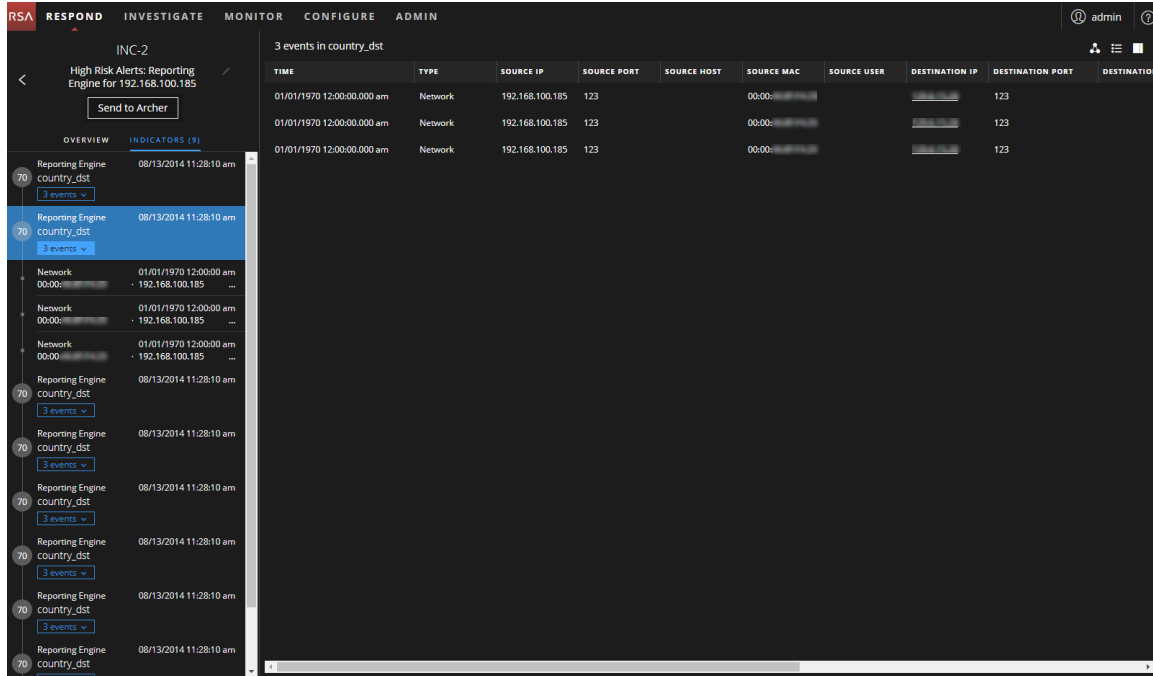 RSA RESPOND INVESTIGATE MONITOR CONFIGURE ADMIN admin ?
INC-2
High Risk Alerts: Reporting
Engine for 192.168.100.185
Send to Archer
OVERVIEW INDICATORS (9)
Reporting Engine 08/13/2014 11:28:10 am
70 country_dst
3 events
Reporting Engine 08/13/2014 11:28:10 am
70 country_dst
3 events
Network 01/01/1970 12:00:00 am
00:00: · 192.168.100.185 ...
Network 01/01/1970 12:00:00 am
00:00: · 192.168.100.185 ...
Network 01/01/1970 12:00:00 am
00:00 · 192.168.100.185 ...
Reporting Engine 08/13/2014 11:28:10 am
70 country_dst
3 events
Reporting Engine 08/13/2014 11:28:10 am
70 country_dst
3 events
Reporting Engine 08/13/2014 11:28:10 am
70 country_dst
3 events
Reporting Engine 08/13/2014 11:28:10 am
70 country_dst
3 events
Reporting Engine 08/13/2014 11:28:10 am
70 country_dst
3 events
Reporting Engine 08/13/2014 11:28:10 am
70 country_dst
3 events in country_dst
TIME TYPE SOURCE IP SOURCE PORT SOURCE HOST SOURCE MAC SOURCE USER DESTINATION IP DESTINATION PORT DESTINATIO
01/01/1970 12:00:00.000 am Network 192.168.100.185 123 00:00: 123
01/01/1970 12:00:00.000 am Network 192.168.100.185 123 00:00: 123
01/01/1970 12:00:00.000 am Network 192.168.100.185 123 00:00: 123